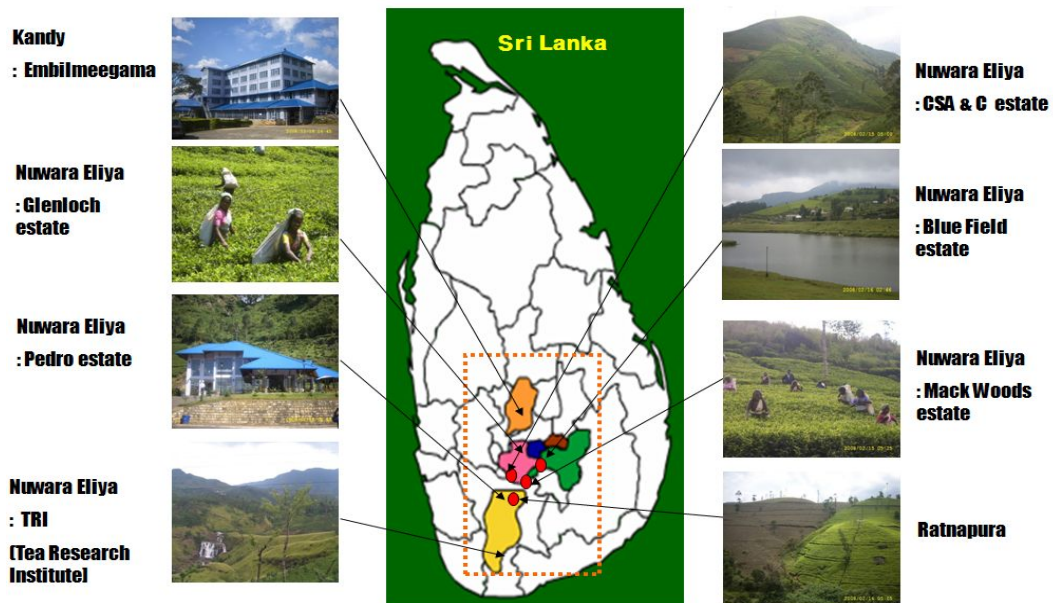 Kandy
: Embilmeegama
Nuwara Eliya
: Glenloch
estate
Nuwara Eliya
: Pedro estate
Nuwara Eliya
: TRI
(Tea Research
Institute]
Sri Lanka
Nuwara Eliya
: CSA & C estate
Nuwara Eliya
: Blue Field
estate
Nuwara Eliya
: Mack Woods
estate
Ratnapura